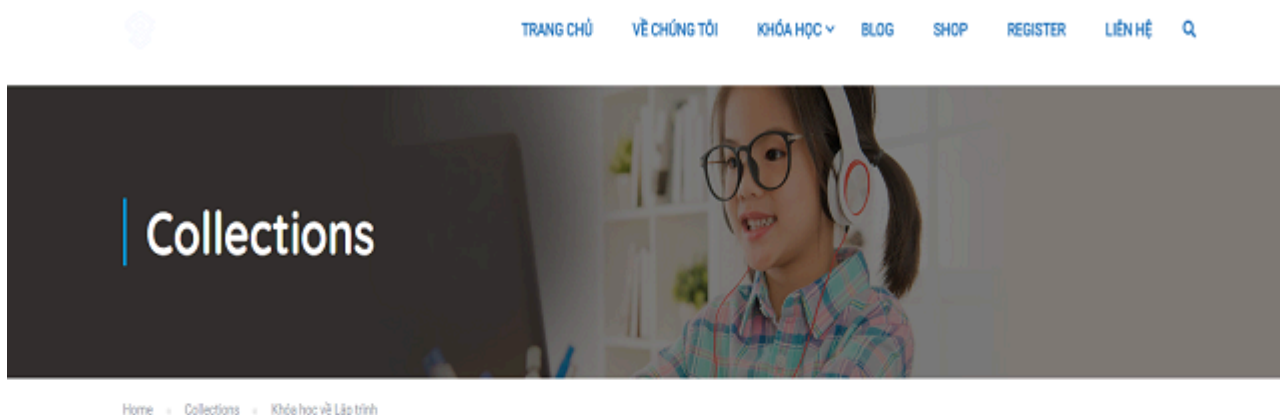 TRANG CHỦ VỀ CHÚNG TÔI KHÓA HỌC BLOG SHOP REGISTER LIÊN HỆ
Collections
Home Collections Khóa học về Lập trình